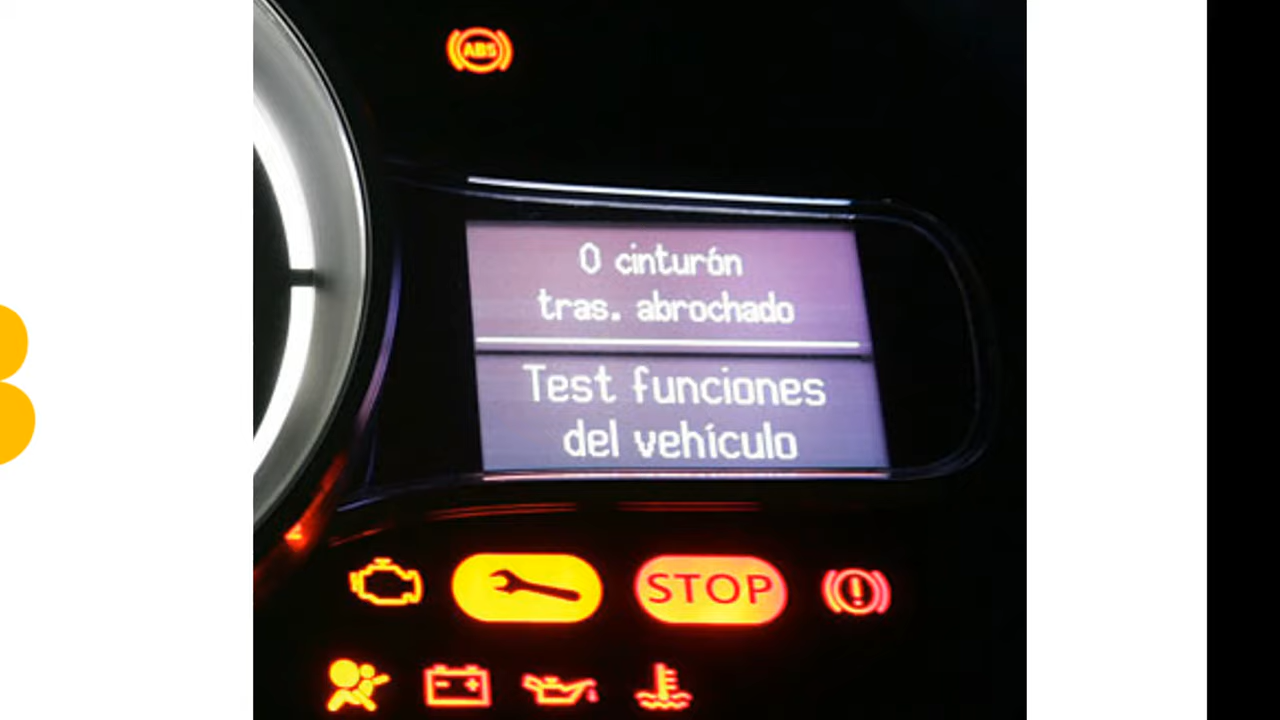 ABS
0 cinturón
tras. abrochado
Test funciones
del vehículo
STOP